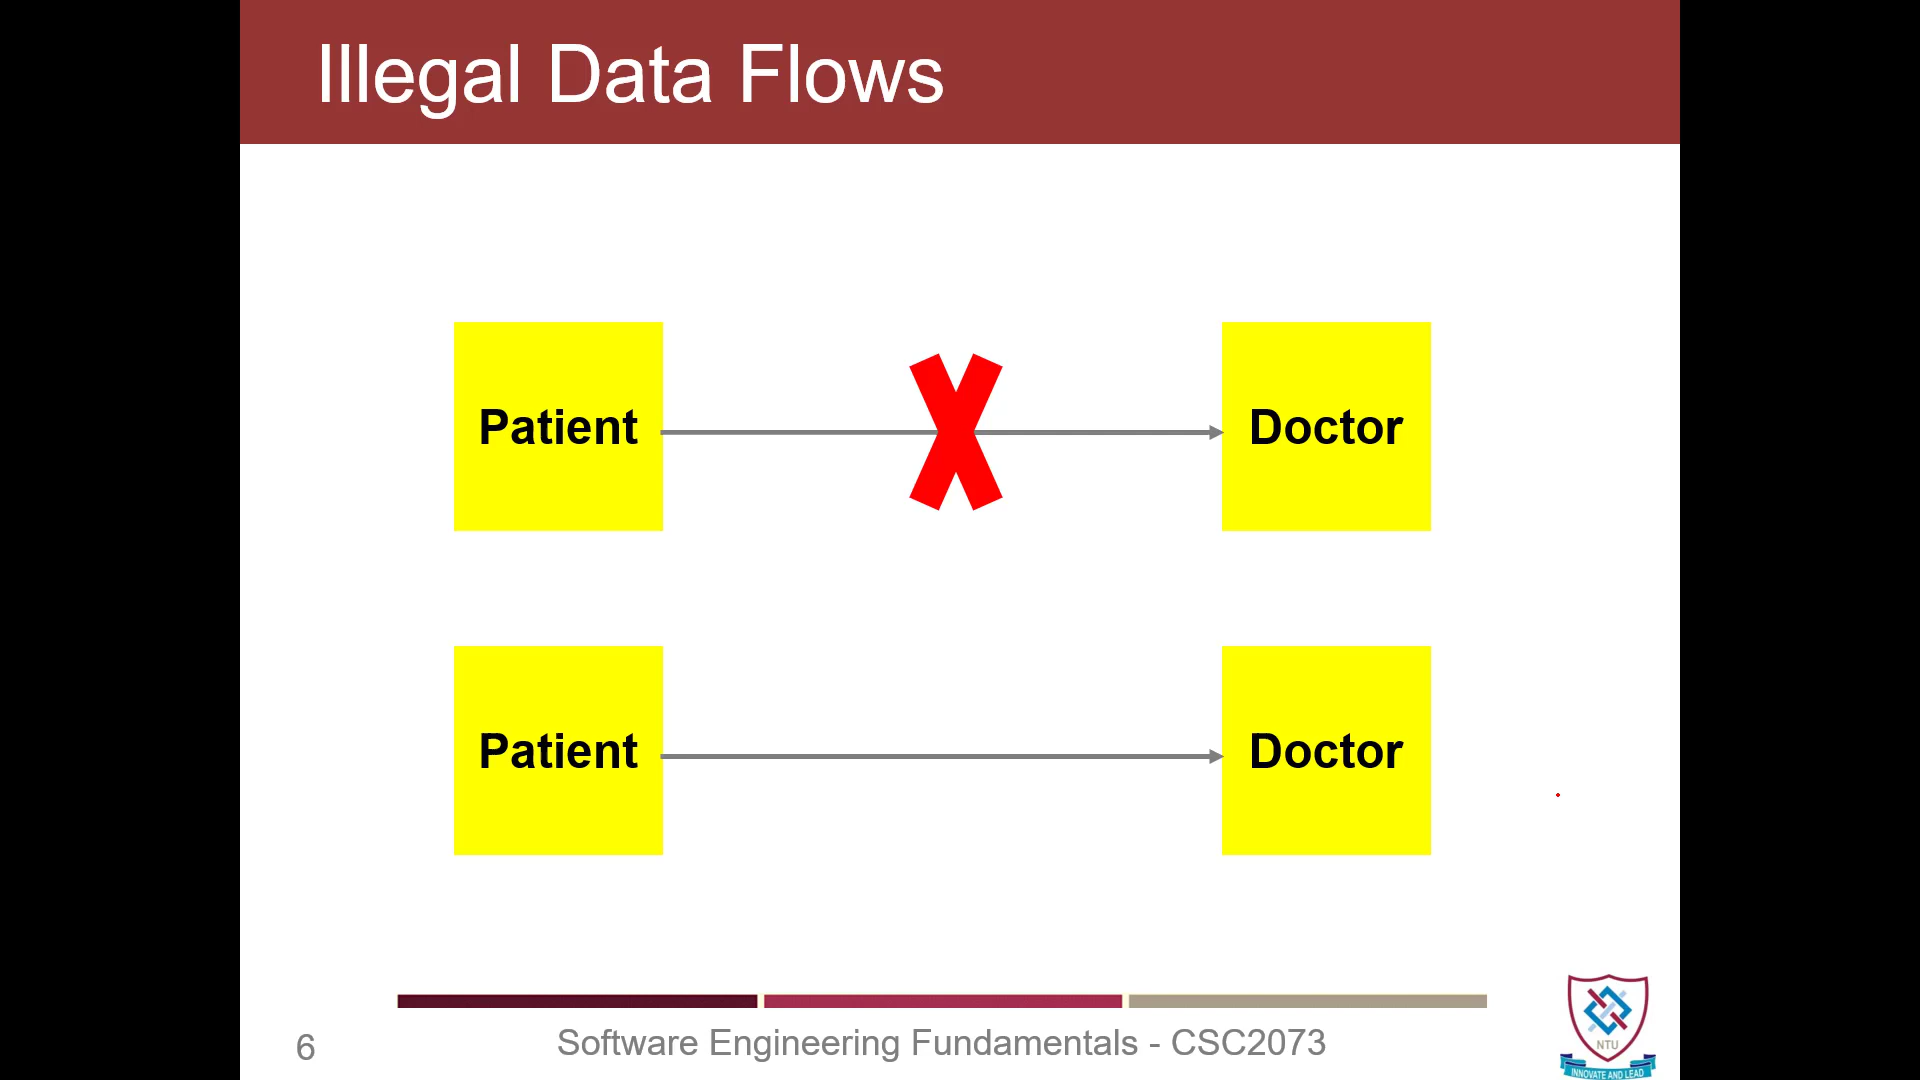 Illegal Data Flows
Patient
Doctor
Patient
Doctor
6
Software Engineering Fundamentals - CSC2073
NTU
INNOVATE AND LEAD